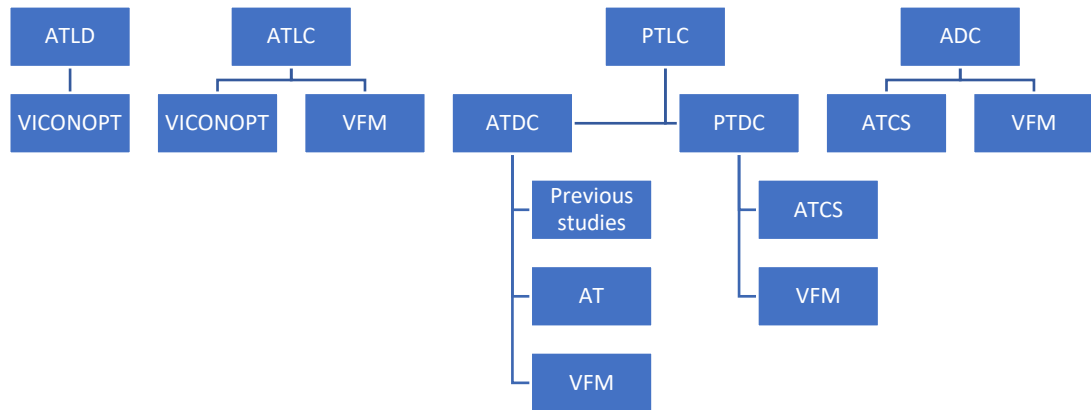 ATLD
ATLC
PTLC
ADC
VICONOPT
VICONOPT
VFM
ATDC
PTDC
ATCS
VFM
Previous
studies
ATCS
AT
VFM
VFM